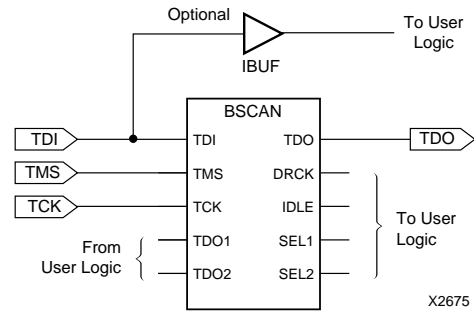 Optional
To User
Logic
IBUF
BSCAN
TDI
TDI
TDO
TDO
TMS
TMS
DRCK
TCK
TCK
IDLE
To User
Logic
From
User Logic
TDO1
SEL1
TDO2
SEL2
X2675